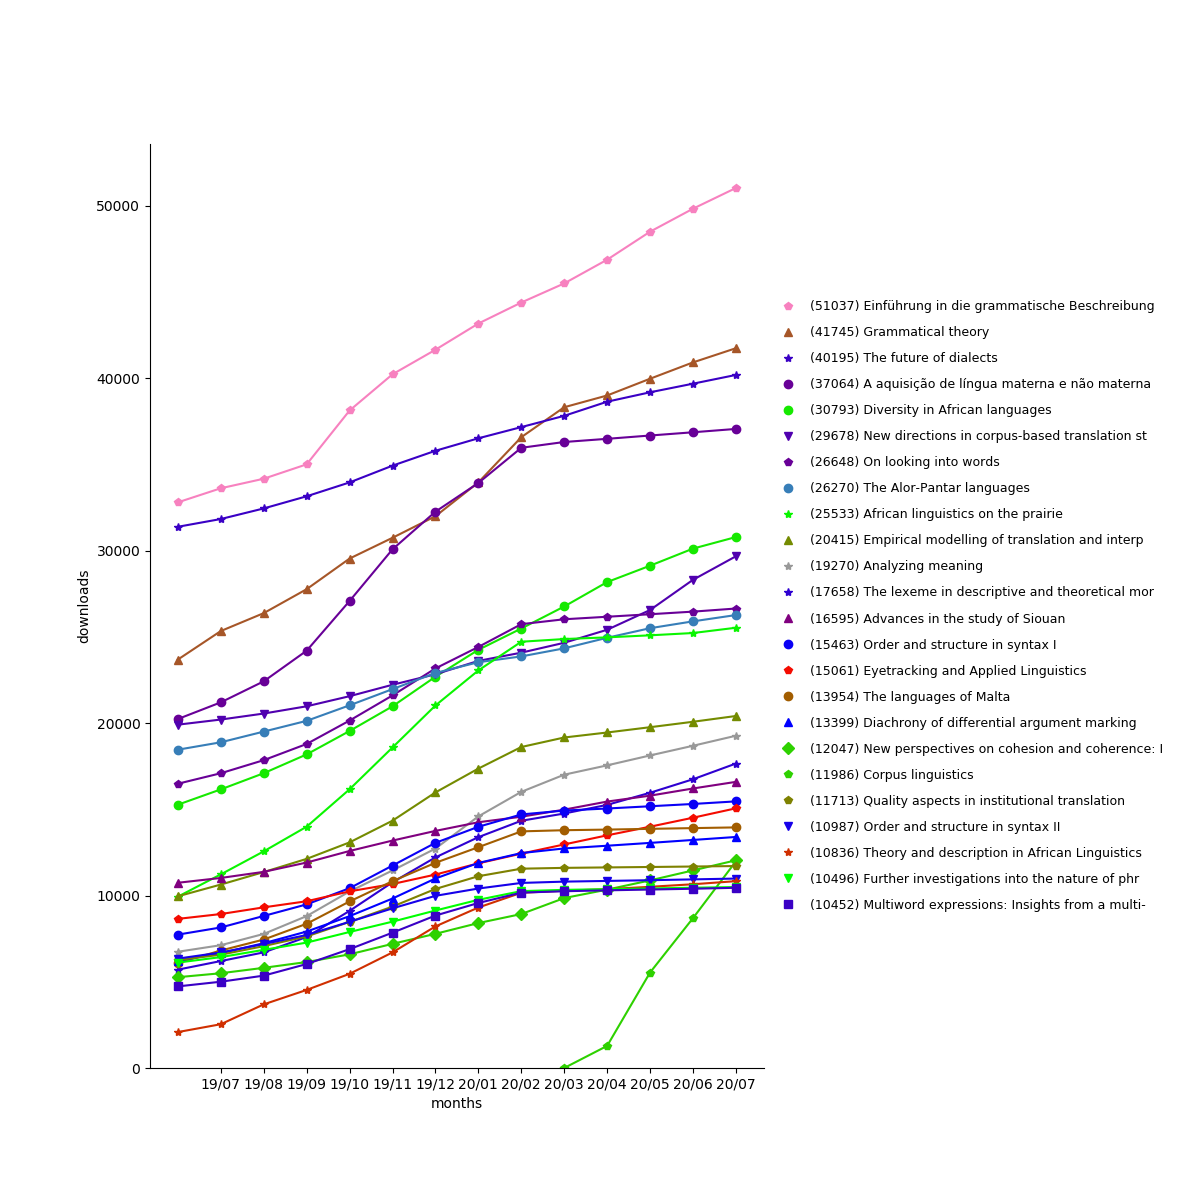 50000
40000
30000
20000
10000
0
downloads
19/07 19/08 19/09 19/10 19/11 19/12 20/01 20/02 20/03 20/04 20/05 20/06 20/07
months
(51037) Einführung in die grammatische Beschreibung
(41745) Grammatical theory
(40195) The future of dialects
(37064) A aquisição de língua materna e não materna
(30793) Diversity in African languages
(29678) New directions in corpus-based translation st
(26648) On looking into words
(26270) The Alor-Pantar languages
(25533) African linguistics on the prairie
(20415) Empirical modelling of translation and interp
(19270) Analyzing meaning
(17658) The lexeme in descriptive and theoretical mor
(16595) Advances in the study of Siouan
(15463) Order and structure in syntax I
(15061) Eyetracking and Applied Linguistics
(13954) The languages of Malta
(13399) Diachrony of differential argument marking
(12047) New perspectives on cohesion and coherence: I
(11986) Corpus linguistics
(11713) Quality aspects in institutional translation
(10987) Order and structure in syntax II
(10836) Theory and description in African Linguistics
(10496) Further investigations into the nature of phr
(10452) Multiword expressions: Insights from a multi-